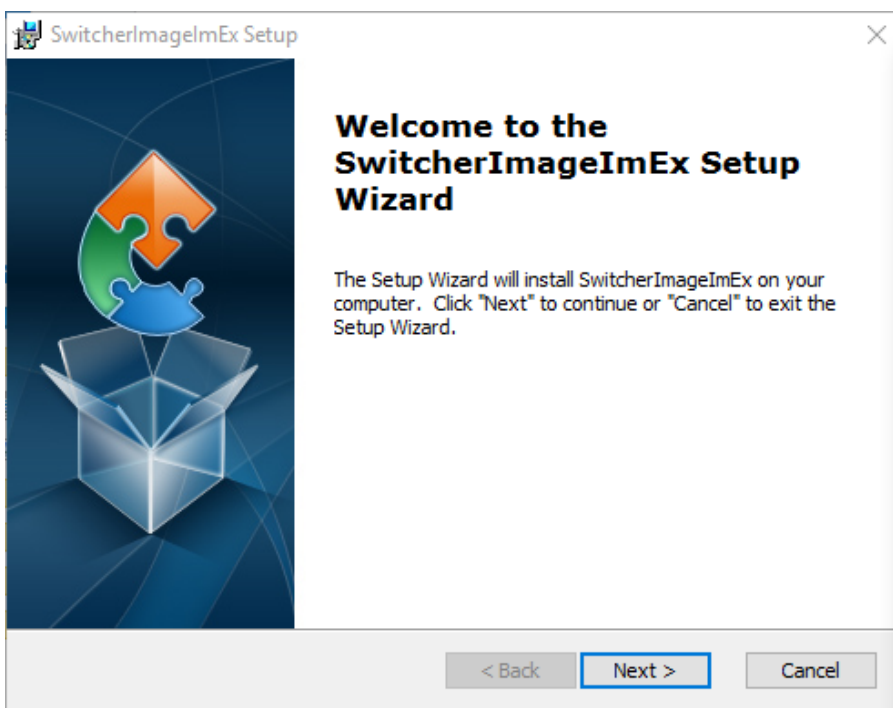 SwitcherImageImEx Setup
Welcome to the
SwitcherImageImEx Setup
Wizard
The Setup Wizard will install SwitcherImageImEx on your
computer.  Click "Next" to continue or "Cancel" to exit the
Setup Wizard.
< Back
Next >
Cancel